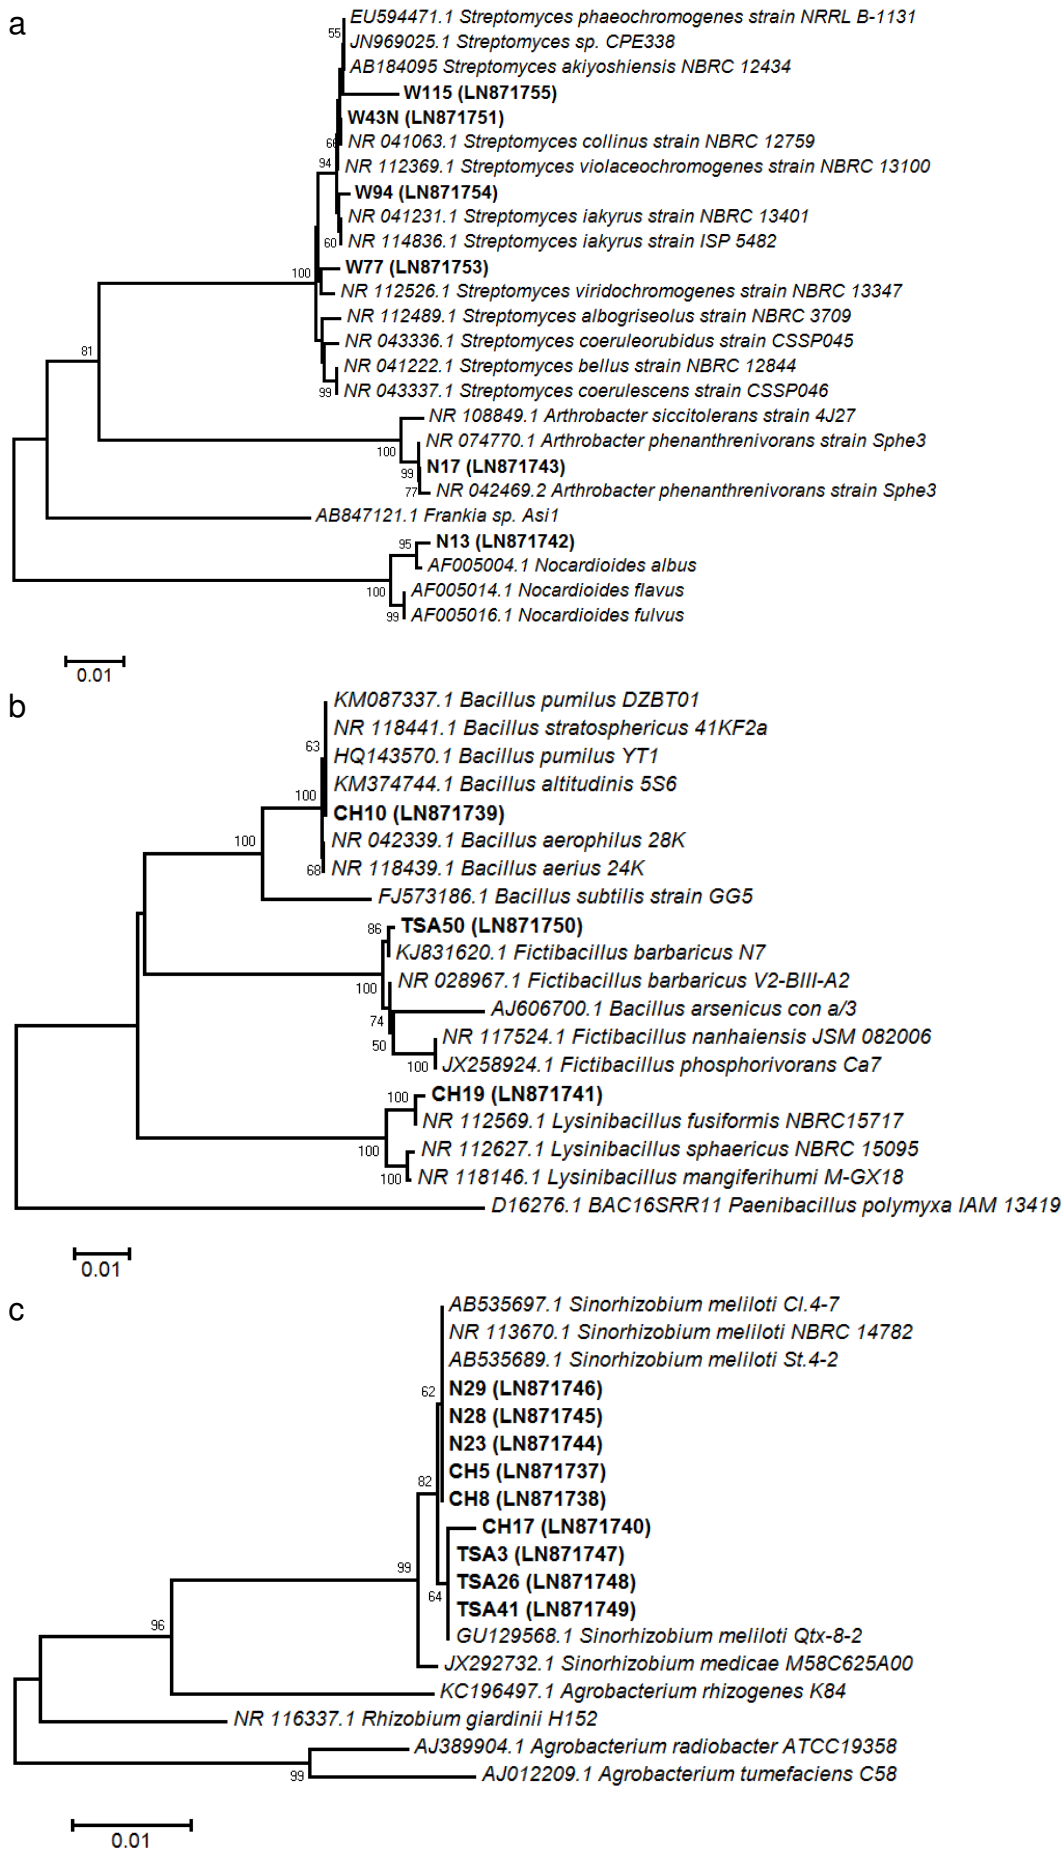 a
EU594471.1 Streptomyces phaeochromogenes strain NRRL B-1131
55
JN969025.1 Streptomyces sp. CPE338
AB184095 Streptomyces akiyoshiensis NBRC 12434
W115 (LN871755)
W43N (LN871751)
66
NR 041063.1 Streptomyces collinus strain NBRC 12759
94
NR 112369.1 Streptomyces violaceochromogenes strain NBRC 13100
W94 (LN871754)
NR 041231.1 Streptomyces iakyrus strain NBRC 13401
60
NR 114836.1 Streptomyces iakyrus strain ISP 5482
100
W77 (LN871753)
NR 112526.1 Streptomyces viridochromogenes strain NBRC 13347
NR 112489.1 Streptomyces albogriseolus strain NBRC 3709
NR 043336.1 Streptomyces coeruleorubidus strain CSSP045
81
NR 041222.1 Streptomyces bellus strain NBRC 12844
99
NR 043337.1 Streptomyces coerulescens strain CSSP046
NR 108849.1 Arthrobacter siccitolerans strain 4J27
100
NR 074770.1 Arthrobacter phenanthrenivorans strain Sphe3
99
N17 (LN871743)
77
NR 042469.2 Arthrobacter phenanthrenivorans strain Sphe3
AB847121.1 Frankia sp. Asi1
95
N13 (LN871742)
AF005004.1 Nocardioides albus
100
AF005014.1 Nocardioides flavus
99
AF005016.1 Nocardioides fulvus
0.01
b
KM087337.1 Bacillus pumilus DZBT01
NR 118441.1 Bacillus stratosphericus 41KF2a
63
HQ143570.1 Bacillus pumilus YT1
KM374744.1 Bacillus altitudinis 5S6
100
CH10 (LN871739)
100
NR 042339.1 Bacillus aerophilus 28K
68
NR 118439.1 Bacillus aerius 24K
FJ573186.1 Bacillus subtilis strain GG5
86
TSA50 (LN871750)
KJ831620.1 Fictibacillus barbaricus N7
100
NR 028967.1 Fictibacillus barbaricus V2-BIII-A2
AJ606700.1 Bacillus arsenicus con a/3
74
NR 117524.1 Fictibacillus nanhaiensis JSM 082006
50
100
JX258924.1 Fictibacillus phosphorivorans Ca7
100
CH19 (LN871741)
NR 112569.1 Lysinibacillus fusiformis NBRC15717
100
NR 112627.1 Lysinibacillus sphaericus NBRC 15095
100
NR 118146.1 Lysinibacillus mangiferihumi M-GX18
D16276.1 BAC16SRR11 Paenibacillus polymyxa IAM 13419
0.01
c
AB535697.1 Sinorhizobium meliloti CI.4-7
NR 113670.1 Sinorhizobium meliloti NBRC 14782
AB535689.1 Sinorhizobium meliloti St.4-2
62
N29 (LN871746)
N28 (LN871745)
N23 (LN871744)
82
CH5 (LN871737)
CH8 (LN871738)
CH17 (LN871740)
99
TSA3 (LN871747)
64
TSA26 (LN871748)
TSA41 (LN871749)
96
GU129568.1 Sinorhizobium meliloti Qtx-8-2
JX292732.1 Sinorhizobium medicae M58C625A00
KC196497.1 Agrobacterium rhizogenes K84
NR 116337.1 Rhizobium giardinii H152
AJ389904.1 Agrobacterium radiobacter ATCC19358
99
AJ012209.1 Agrobacterium tumefaciens C58
0.01